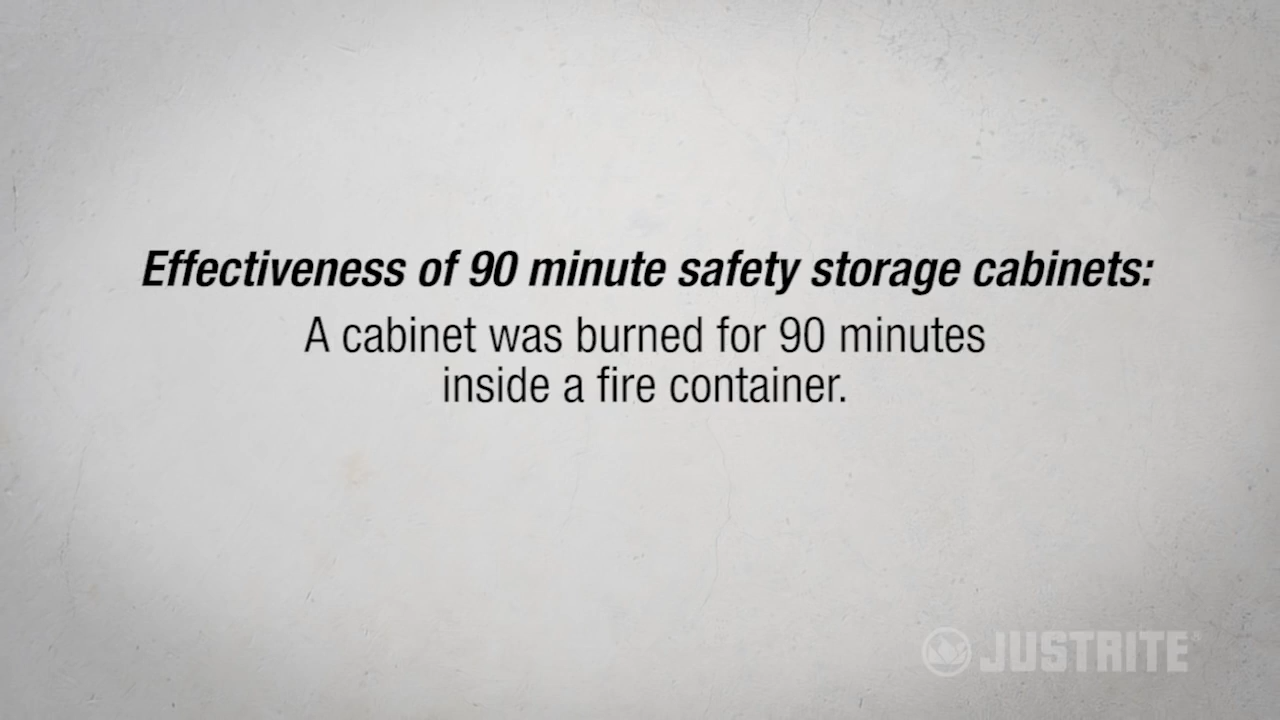 Effectiveness of 90 minute safety storage cabinets:
A cabinet was burned for 90 minutes
inside a fire container.
JUSTRITE®